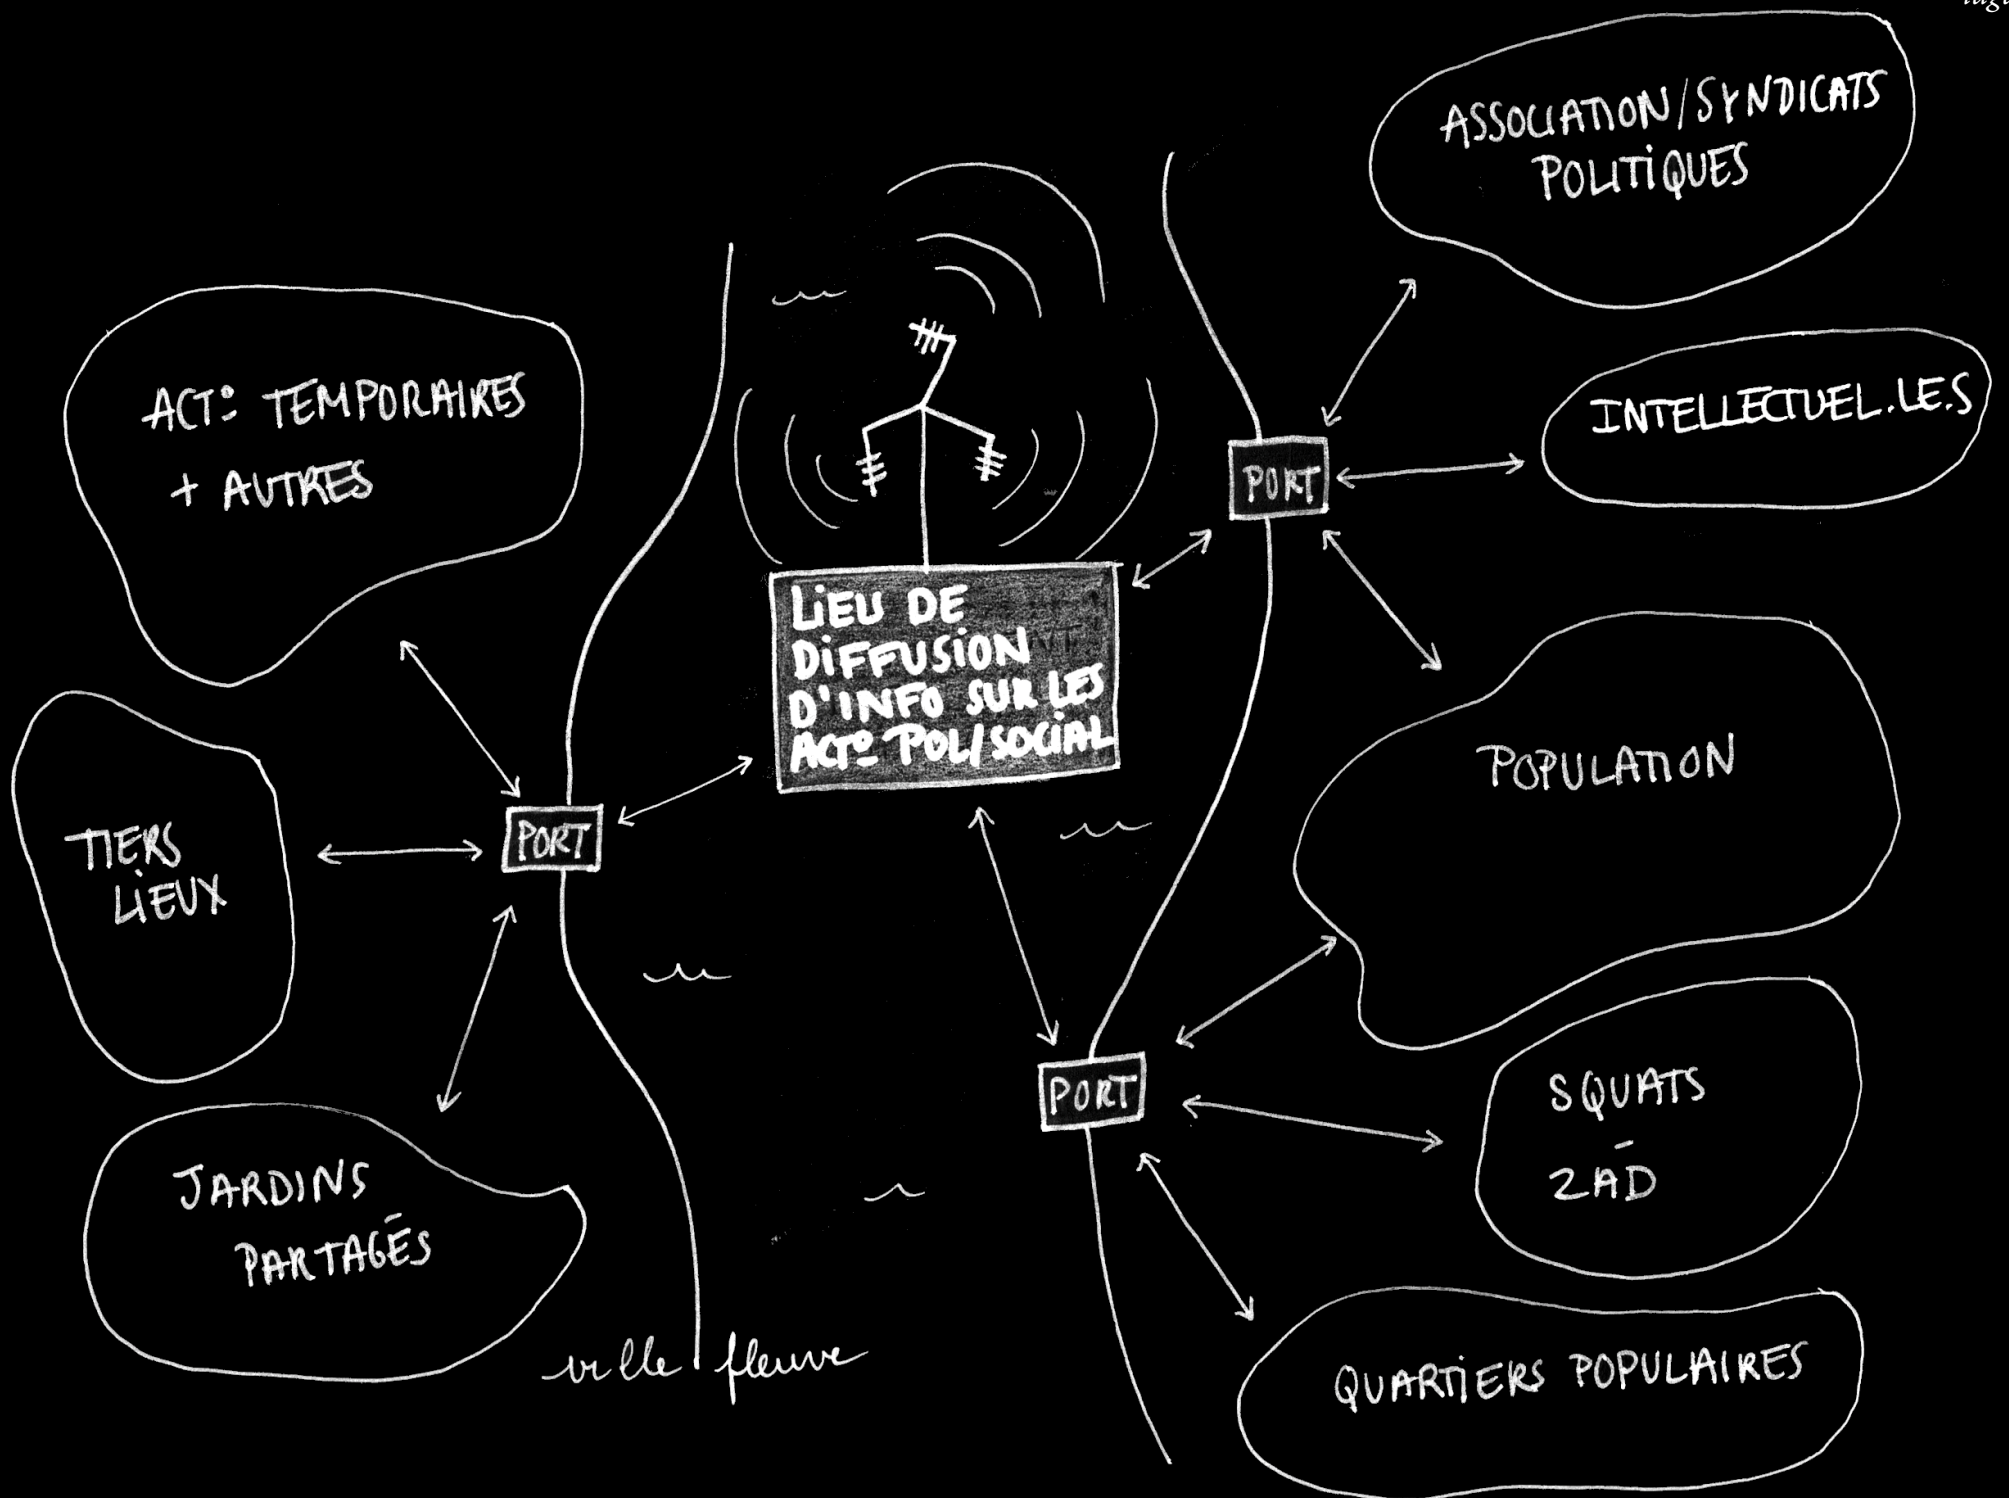 ASSOCIATION/SYNDICATS
POLITIQUES
INTELLECTUEL.LE.S
ACT° TEMPORAIRES
+ AUTRES
PORT
LIEU DE
DIFFUSION
D'INFO SUR LES
ACT° POL/SOCIAL
POPULATION
TIERS
LIEUX
PORT
PORT
SQUATS
-
ZAD
JARDINS
PARTAGÉS
ville fleuve
QUARTIERS POPULAIRES